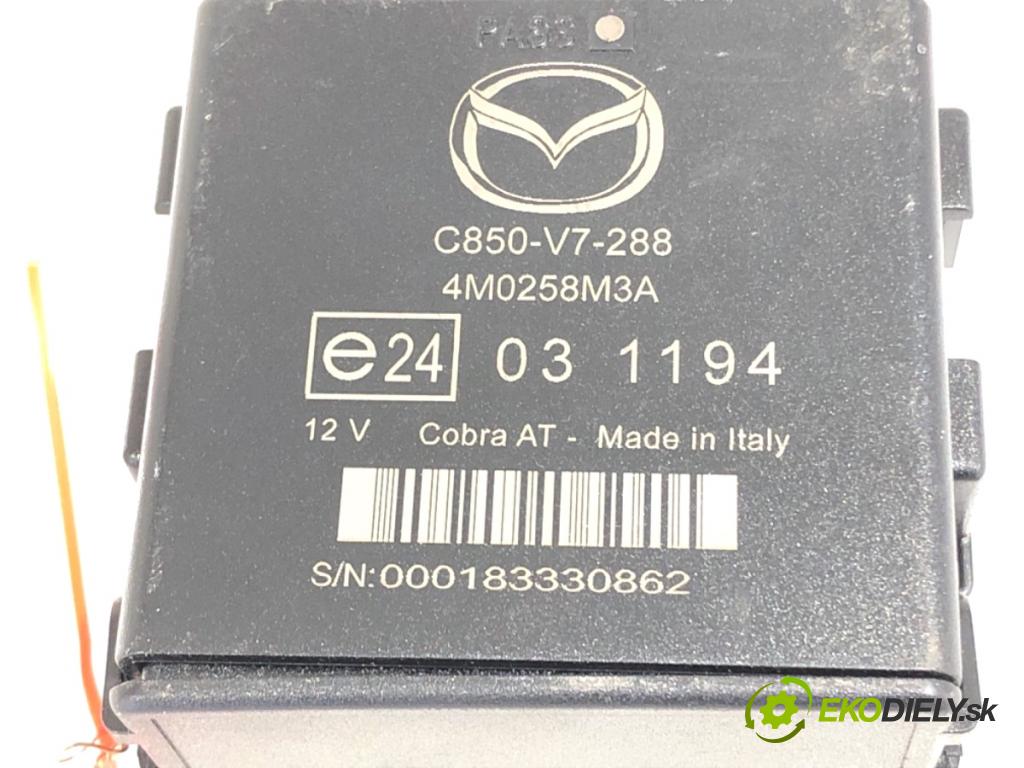 PASS
C850-V7-288
4M0258M3A
e24 03 1194
12 V Cobra AT - Made in Italy
S/N:000183330862
EKODIELY.sk